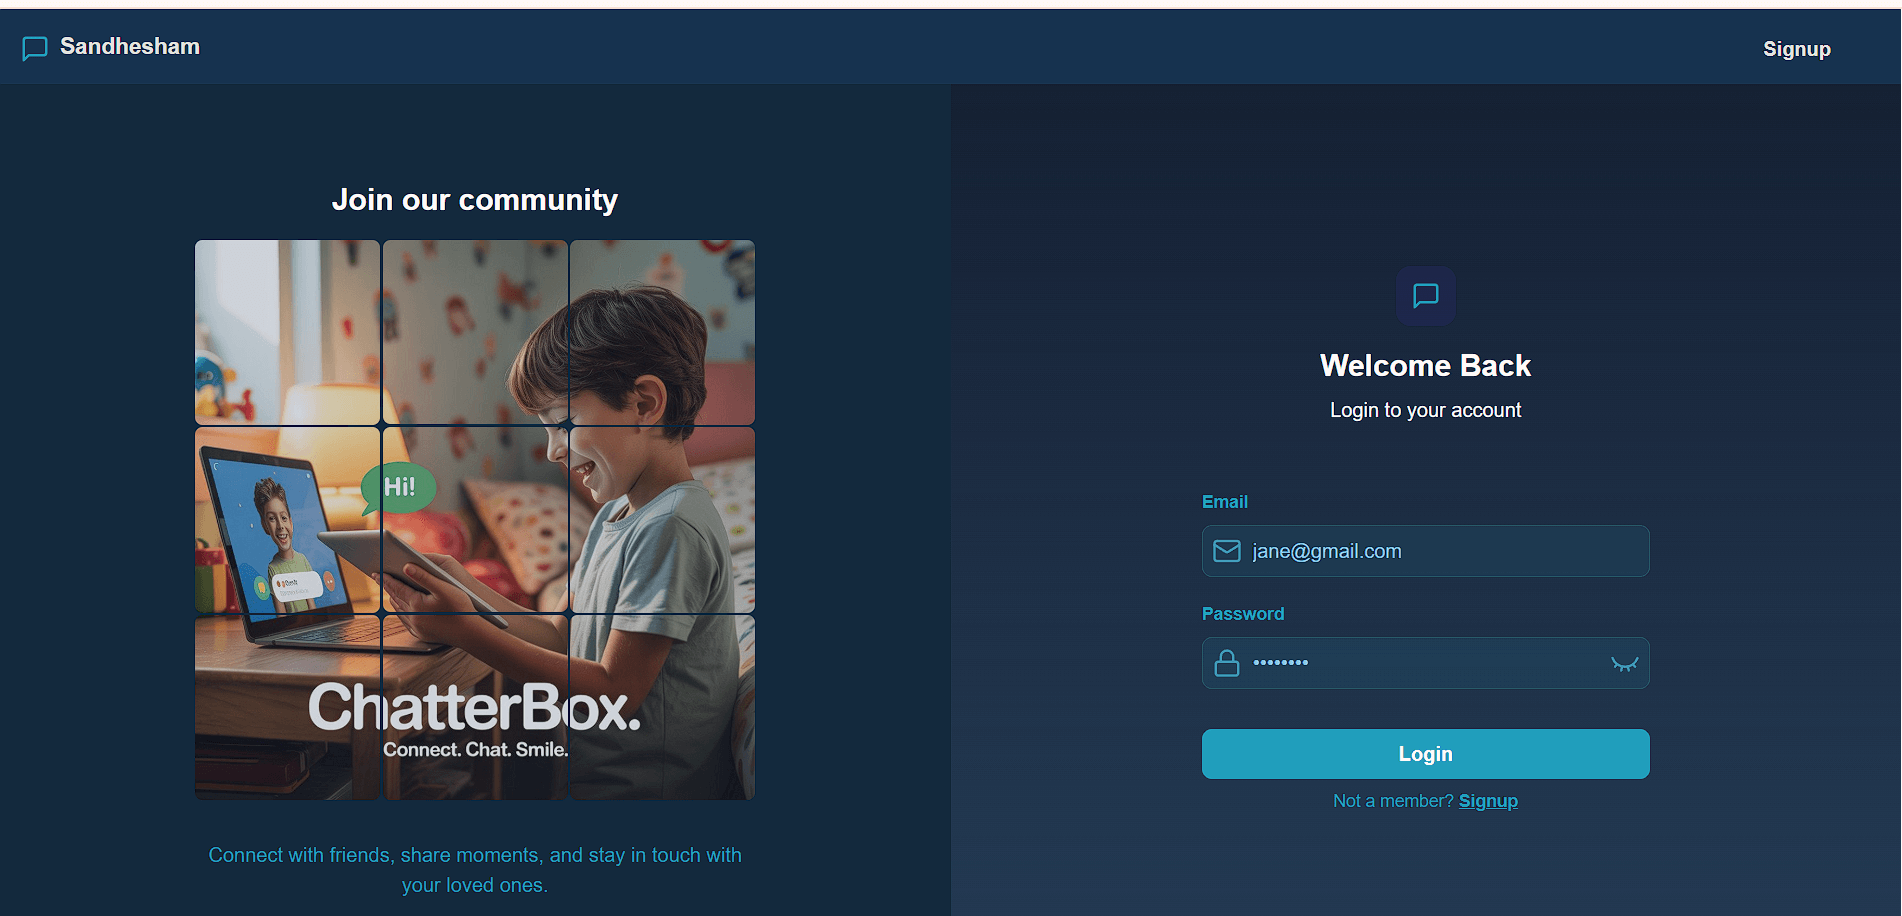 Sandhesham
Signup
Join our community
Hi!
ChatterBox.
Connect. Chat. Smile.
Connect with friends, share moments, and stay in touch with
your loved ones.
Welcome Back
Login to your account
Email
jane@gmail.com
Password
••••••••
Login
Not a member? Signup